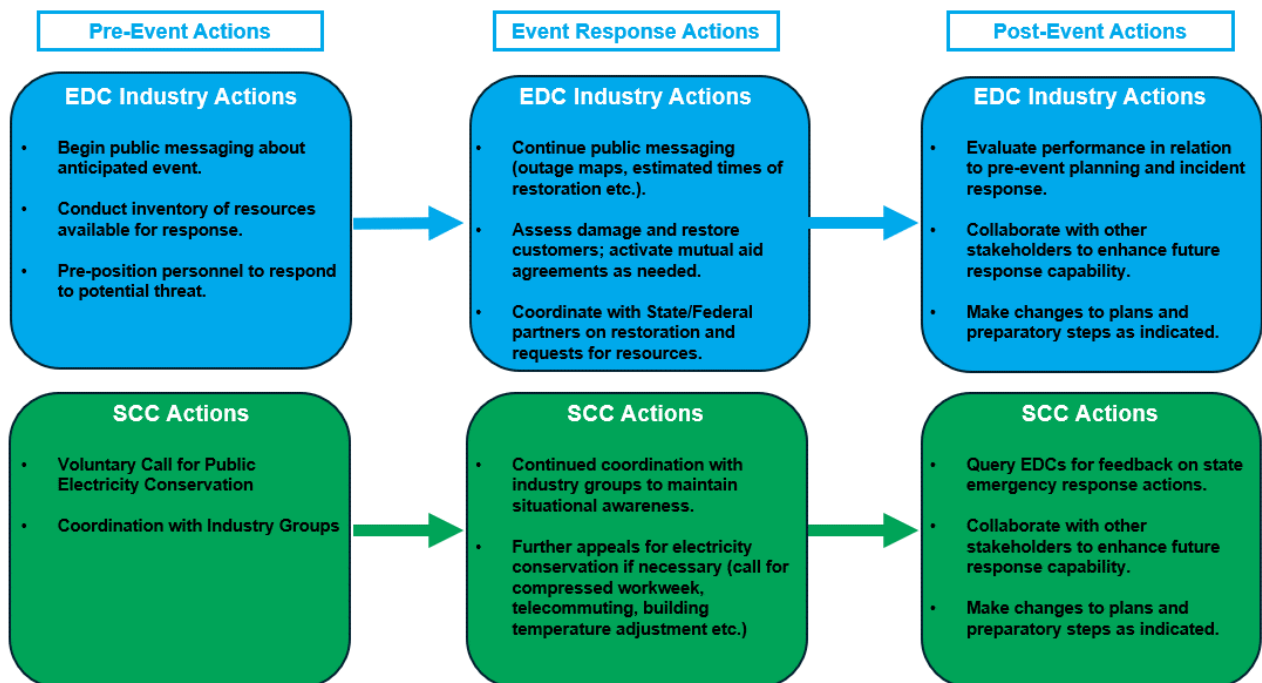 Pre-Event Actions
Event Response Actions
Post-Event Actions
EDC Industry Actions
• Begin public messaging about
anticipated event.
• Conduct inventory of resources
available for response.
• Pre-position personnel to respond
to potential threat.
EDC Industry Actions
• Continue public messaging
(outage maps, estimated times of
restoration etc.).
• Assess damage and restore
customers; activate mutual aid
agreements as needed.
• Coordinate with State/Federal
partners on restoration and
requests for resources.
EDC Industry Actions
• Evaluate performance in relation
to pre-event planning and incident
response.
• Collaborate with other
stakeholders to enhance future
response capability.
• Make changes to plans and
preparatory steps as indicated.
SCC Actions
• Voluntary Call for Public
Electricity Conservation
• Coordination with Industry Groups
SCC Actions
• Continued coordination with
industry groups to maintain
situational awareness.
• Further appeals for electricity
conservation if necessary (call for
compressed workweek,
telecommuting, building
temperature adjustment etc.)
SCC Actions
• Query EDCs for feedback on state
emergency response actions.
• Collaborate with other
stakeholders to enhance future
response capability.
• Make changes to plans and
preparatory steps as indicated.